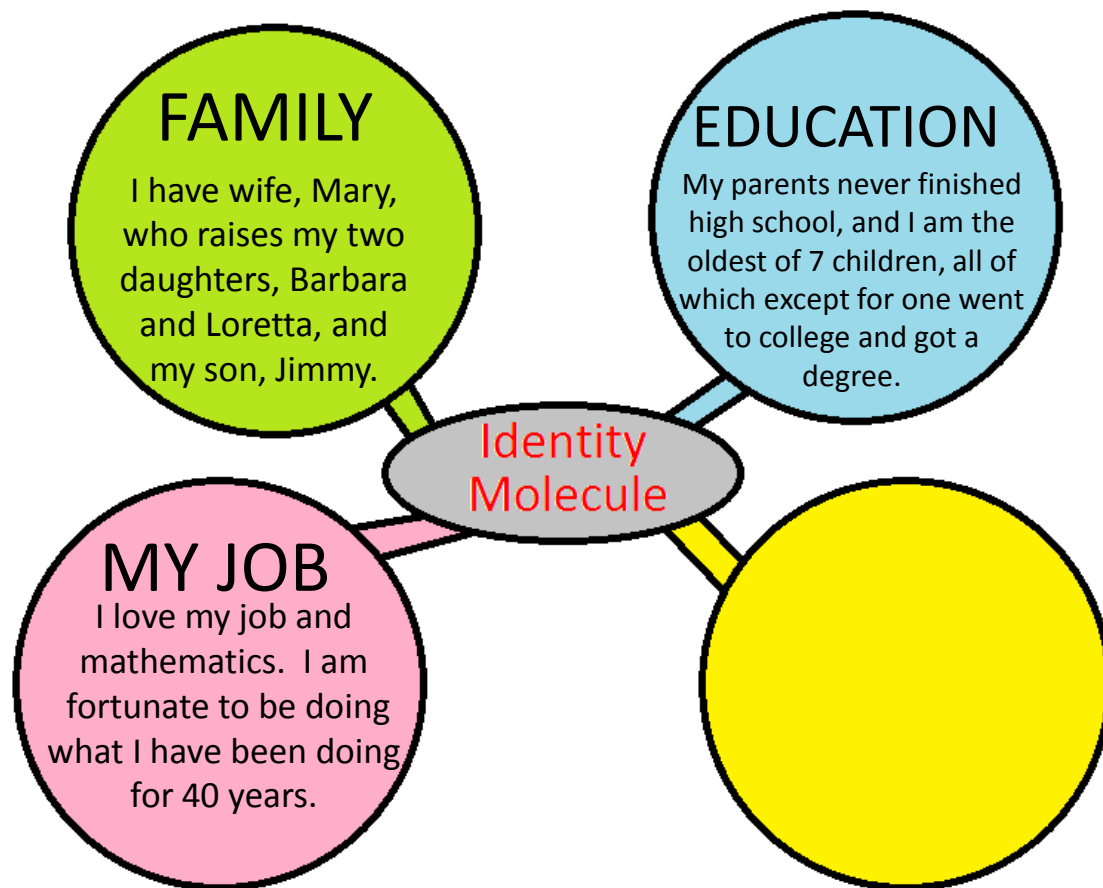 FAMILY
I have wife, Mary,
who raises my two
daughters, Barbara
and Loretta, and
my son, Jimmy.
EDUCATION
My parents never finished
high school, and I am the
oldest of 7 children, all of
which except for one went
to college and got a
degree.
Identity
Molecule
MY JOB
I love my job and
mathematics.  I am
fortunate to be doing
what I have been doing
for 40 years.